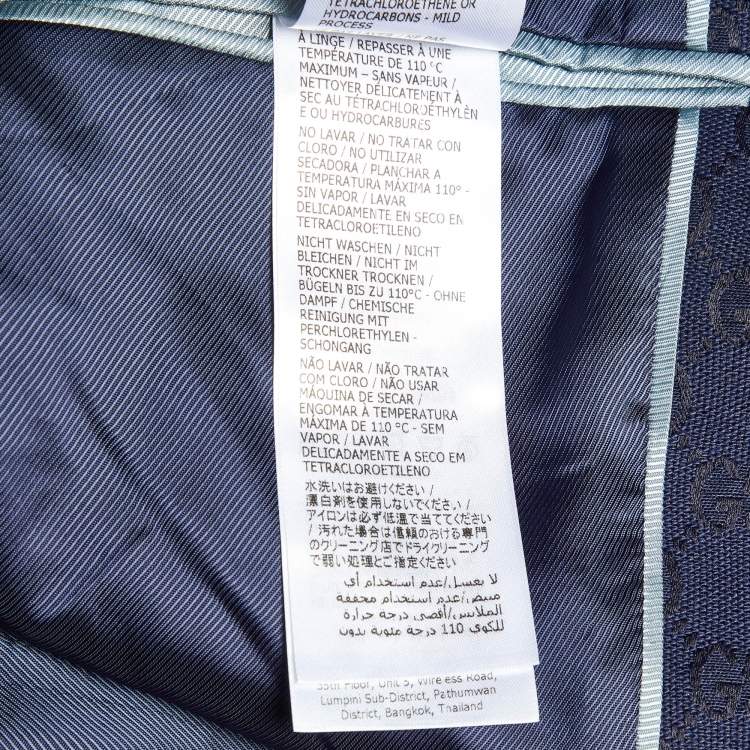 TETRACHLOROETHENE OR
HYDROCARBONS - MILD
PROCESS
À LINGE / REPASSER À UNE
TEMPÉRATURE DE 110 °C
MAXIMUM – SANS VAPEUR /
NETTOYER DÉLICATEMENT À
SEC AU TÉTRACHLOROÉTHYLÈN
E OU HYDROCARBURES
NO LAVAR / NO TRATAR CON
CLORO / NO UTILIZAR
SECADORA / PLANCHAR A
TEMPERATURA MÁXIMA 110° -
SIN VAPOR / LAVAR
DELICADAMENTE EN SECO EN
TETRACLOROETILENO
NICHT WASCHEN / NICHT
BLEICHEN / NICHT IM
TROCKNER TROCKNEN /
BÜGELN BIS ZU 110°C - OHNE
DAMPF / CHEMISCHE
REINIGUNG MIT
PERCHLORETHYLEN -
SCHONGANG
NÃO LAVAR / NÃO TRATAR
COM CLORO / NÃO USAR
MÁQUINA DE SECAR /
ENGOMAR À TEMPERATURA
MÁXIMA DE 110 °C - SEM
VAPOR / LAVAR
DELICADAMENTE A SECO EM
TETRACLOROETILENO
水洗いはお避けください /
漂白剤を使用しないでください /
アイロンは必ず低温で当ててください
/ 汚れた場合は信頼のおける専門
のクリーニング店でドライクリーニング
で弱い処理とご指定ください
لا يغسل/عدم استخدام أي
مبيض/عدم استخدام مجففة
الملابس/أقصى درجة حرارة
للكوي 110 درجة مئوية بدون
35th Floor, Unit 5, Wireless Road,
Lumpini Sub-District, Pathumwan
District, Bangkok, Thailand